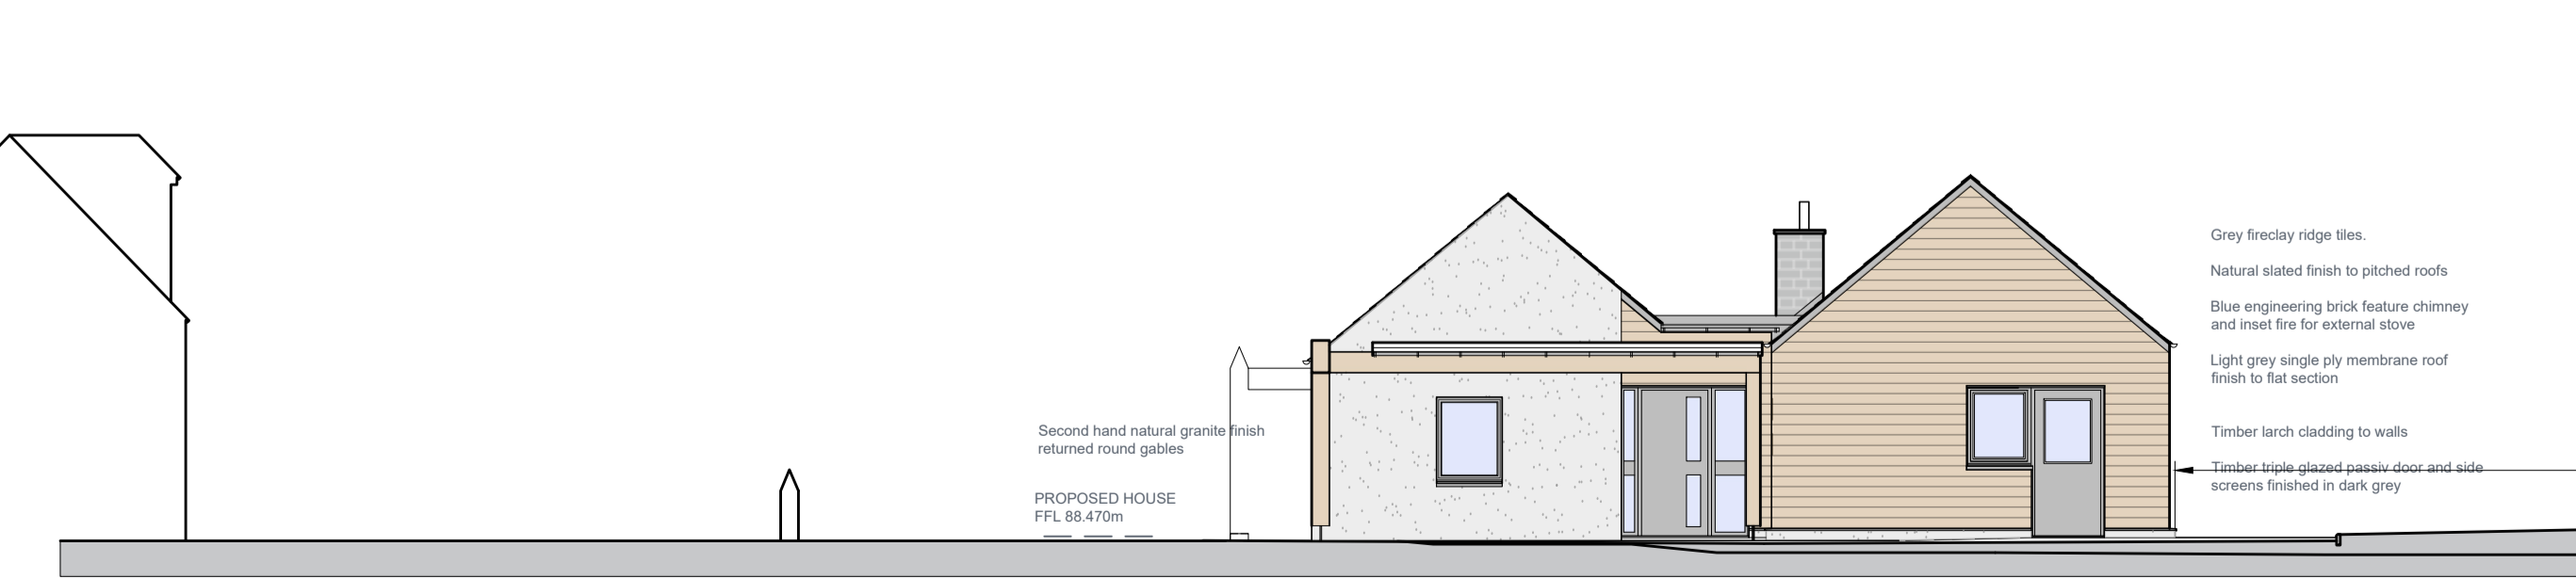 Grey fireclay ridge tiles.
Natural slated finish to pitched roofs
Blue engineering brick feature chimney
and inset fire for external stove
Light grey single ply membrane roof
finish to flat section
Second hand natural granite finish
returned round gables
Timber larch cladding to walls
Timber triple glazed passiv door and side
screens finished in dark grey
PROPOSED HOUSE
FFL 88.470m